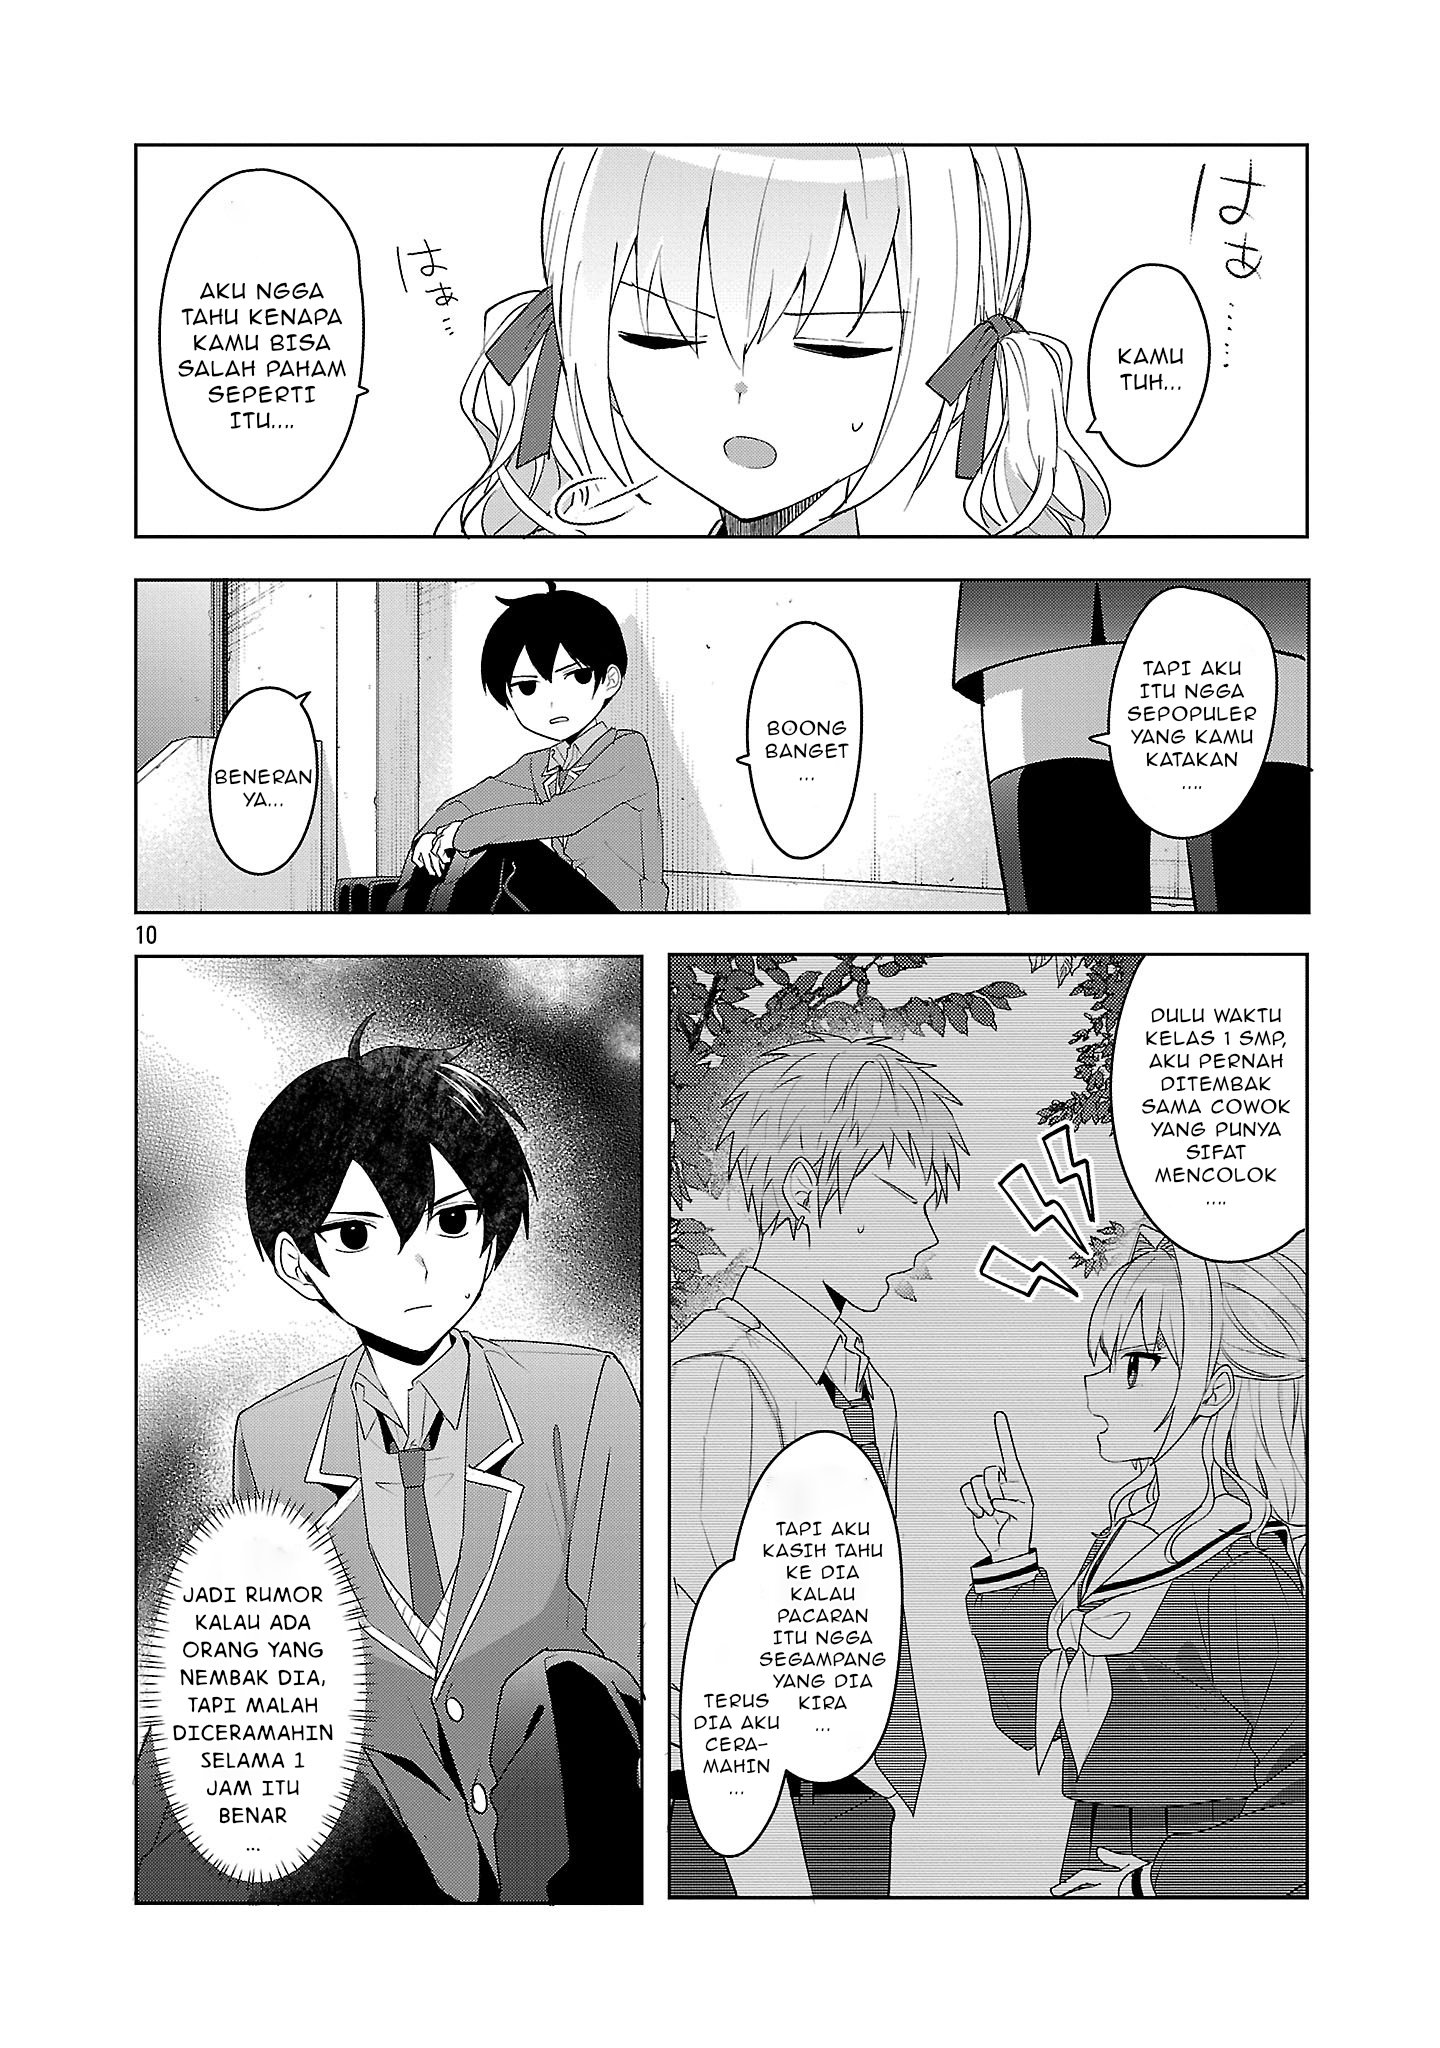 はぁ......
KAMU
TUH...
はぁ...
AKU NGGA
TAHU KENAPA
KAMU BISA
SALAH PAHAM
SEPERTI
ITU....
TAPI AKU
ITU NGGA
SEPOPULER
YANG KAMU
KATAKAN
....
BOONG
BANGET
...
BENERAN
YA...
10
DULU WAKTU
KELAS 1 SMP,
AKU PERNAH
DITEMBAK
SAMA COWOK
YANG PUNYA
SIFAT
MENCOLOK
....
TAPI AKU
KASIH TAHU
KE DIA
KALAU
PACARAN
ITU NGGA
SEGAMPANG
YANG DIA
KIRA
...
TERUS
DIA AKU
CERA-
MAHIN
...
JADI RUMOR
KALAU ADA
ORANG YANG
NEMBAK DIA,
TAPI MALAH
DICERAMAHIN
SELAMA 1
JAM ITU
BENAR
...